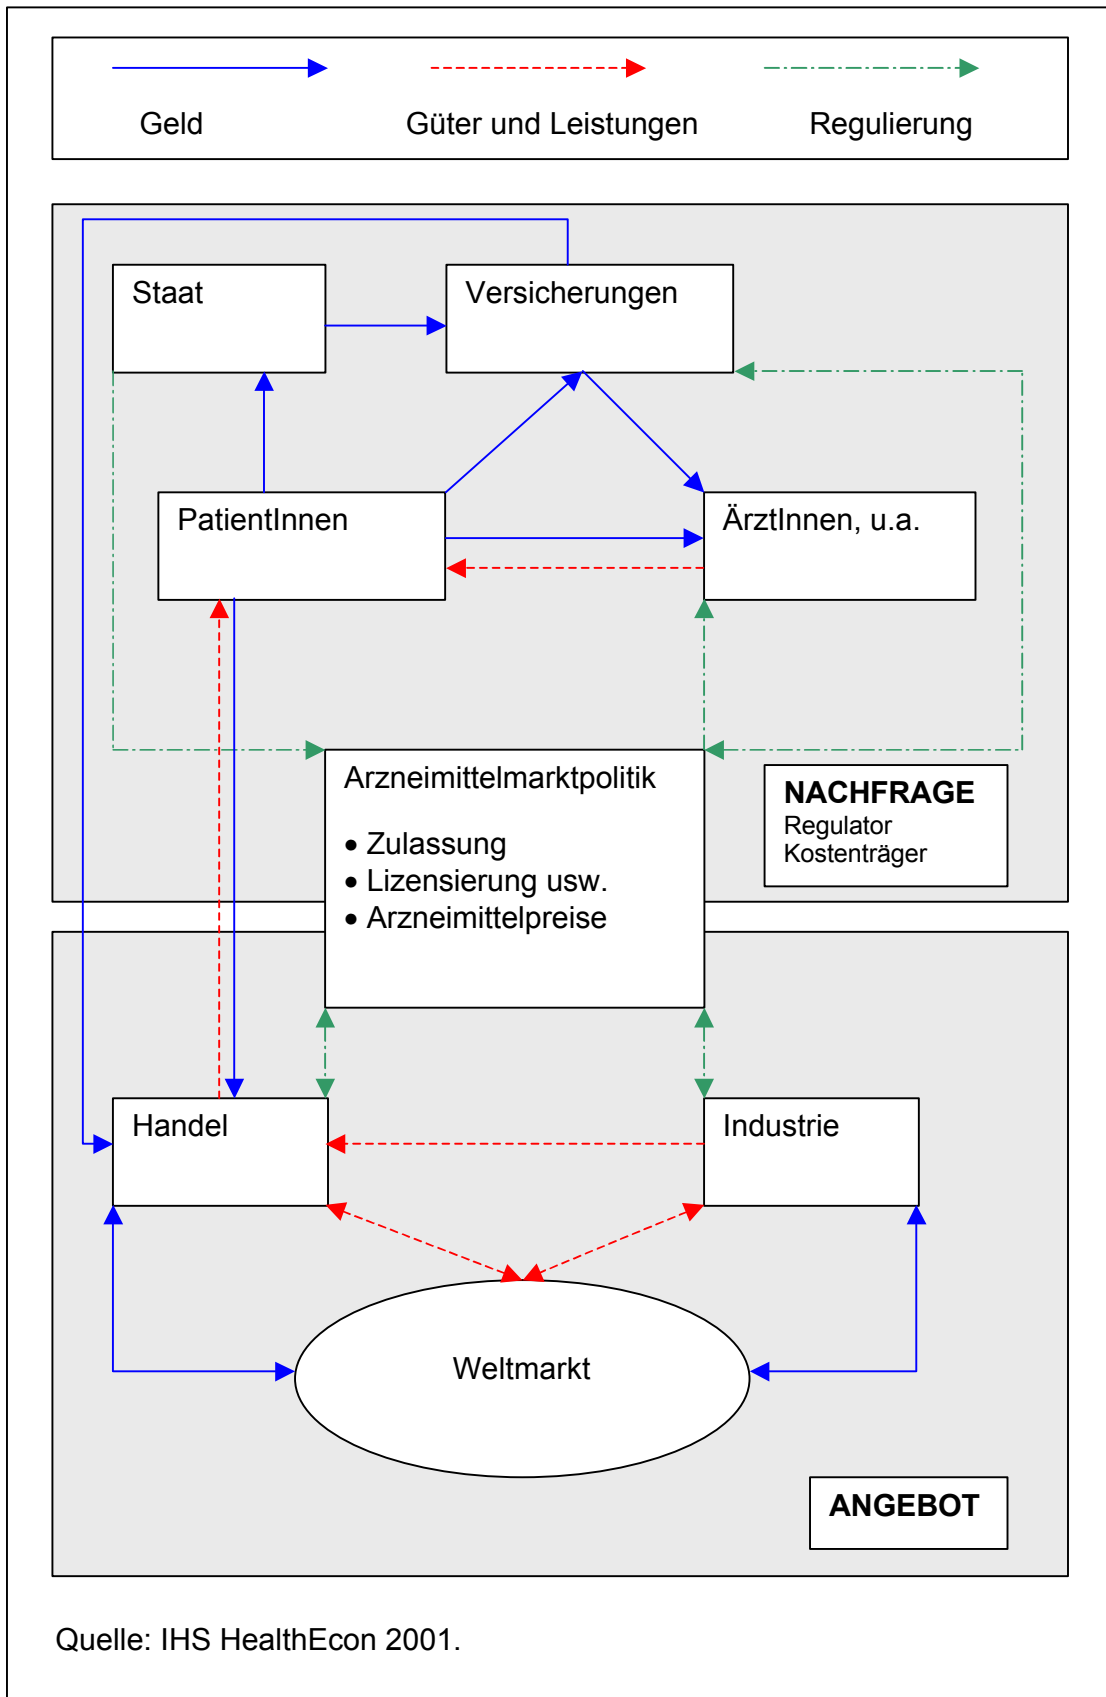 Geld
Güter und Leistungen
Regulierung
Staat
Versicherungen
PatientInnen
ÄrztInnen, u.a.
Arzneimittelmarktpolitik
• Zulassung
• Lizensierung usw.
• Arzneimittelpreise
NACHFRAGE
Regulator
Kostenträger
Handel
Industrie
Weltmarkt
ANGEBOT
Quelle: IHS HealthEcon 2001.